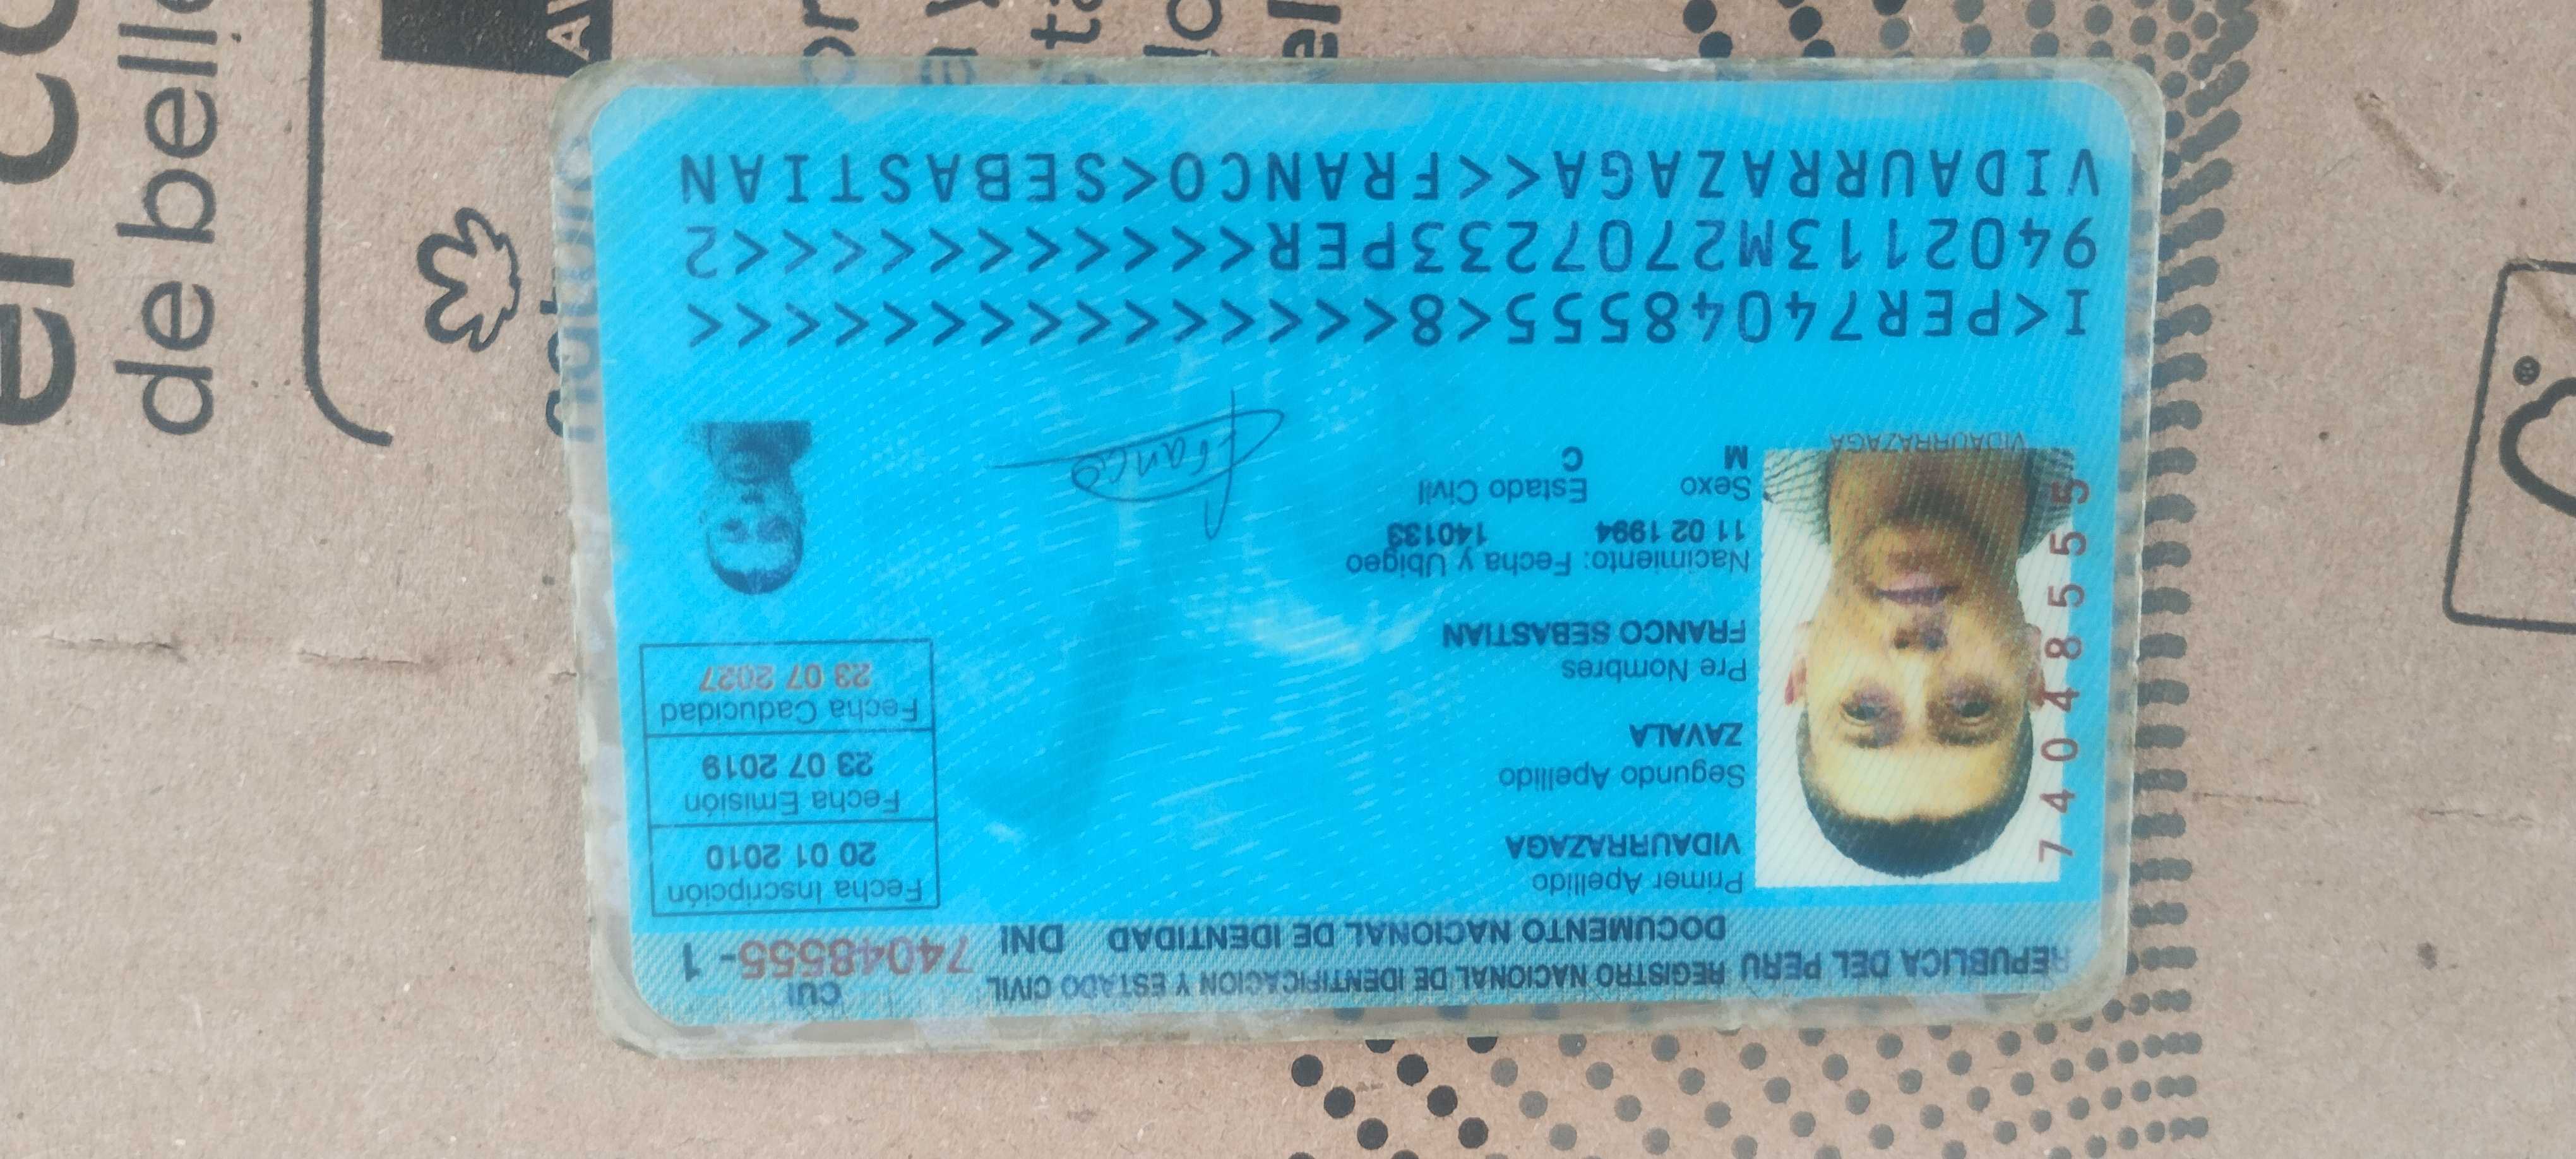 REPUBLICA DEL PERU REGISTRO NACIONAL DE IDENTIFICACION Y ESTADO CIVIL
DOCUMENTO NACIONAL DE IDENTIDAD DNI
CUI
74048555-1
Primer Apellido
VIDAURRAZAGA
Segundo Apellido
ZAVALA
Pre Nombres
FRANCO SEBASTIAN
Nacimiento: Fecha y Ubigeo
11 02 1994 140133
Sexo Estado Civil
M C
Fecha Inscripción
20 01 2010
Fecha Emisión
23 07 2019
Fecha Caducidad
23 07 2027
74048555
VIDAURRAZAGA
Franco
I<PER74048555<8<<<<<<<<<<<<<<<
9402113M2707233PER<<<<<<<<<<<2
VIDAURRAZAGA<<FRANCO<SEBASTIAN
de belle